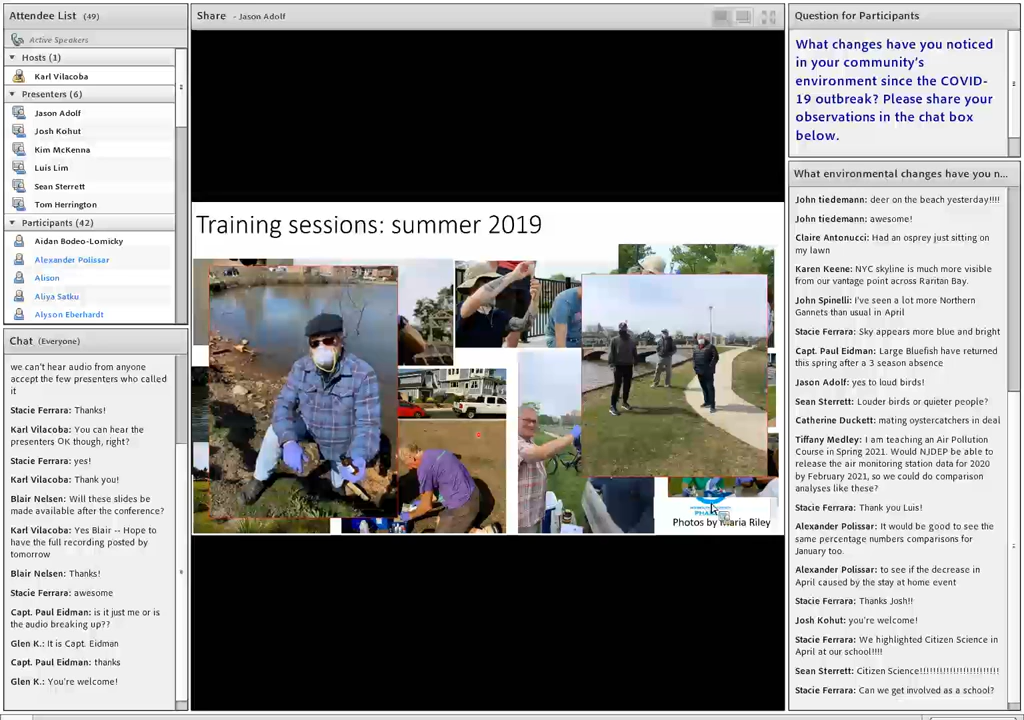 Attendee List (49)
Active Speakers
Hosts (1)
Karl Vilacoba
Presenters (6)
Jason Adolf
Josh Kohut
Kim McKenna
Luis Lim
Sean Sterrett
Tom Herrington
Participants (42)
Aidan Bodeo-Lomicky
Alexander Polissar
Alison
Aliya Satku
Alyson Eberhardt
Chat (Everyone)
we can't hear audio from anyone
accept the few presenters who called
it
Stacie Ferrara: Thanks!
Karl Vilacoba: You can hear the
presenters OK though, right?
Stacie Ferrara: yes!
Karl Vilacoba: Thank you!
Blair Nelsen: Will these slides be
made available after the conference?
Karl Vilacoba: Yes Blair -- Hope to
have the full recording posted by
tomorrow
Blair Nelsen: Thanks!
Stacie Ferrara: awesome
Capt. Paul Eidman: is it just me or is
the audio breaking up??
Glen K.: It is Capt. Eidman
Capt. Paul Eidman: thanks
Glen K.: You're welcome!
Share - Jason Adolf
Training sessions: summer 2019
Photos by Maria Riley
Question for Participants
What changes have you noticed
in your community's
environment since the COVID-
19 outbreak? Please share your
observations in the chat box
below.
What environmental changes have you n...
John tiedemann: deer on the beach yesterday!!!!
John tiedemann: awesome!
Claire Antonucci: Had an osprey just sitting on
my lawn
Karen Keene: NYC skyline is much more visible
from our vantage point across Raritan Bay.
John Spinelli: I've seen a lot more Northern
Gannets than usual in April
Stacie Ferrara: Sky appears more blue and bright
Capt. Paul Eidman: Large Bluefish have returned
this spring after a 3 season absence
Jason Adolf: yes to loud birds!
Sean Sterrett: Louder birds or quieter people?
Catherine Duckett: mating oystercatchers in deal
Tiffany Medley: I am teaching an Air Pollution
Course in Spring 2021. Would NJDEP be able to
release the air monitoring station data for 2020
by February 2021, so we could do comparison
analyses like these?
Stacie Ferrara: Thank you Luis!
Alexander Polissar: It would be good to see the
same percentage numbers comparisons for
January too.
Alexander Polissar: to see if the decrease in
April caused by the stay at home event
Stacie Ferrara: Thanks Josh!!
Josh Kohut: you're welcome!
Stacie Ferrara: We highlighted Citizen Science in
April at our school!!!!
Sean Sterrett: Citizen Science!!!!!!!!!!!!!!!!!!!!!!!!
Stacie Ferrara: Can we get involved as a school?